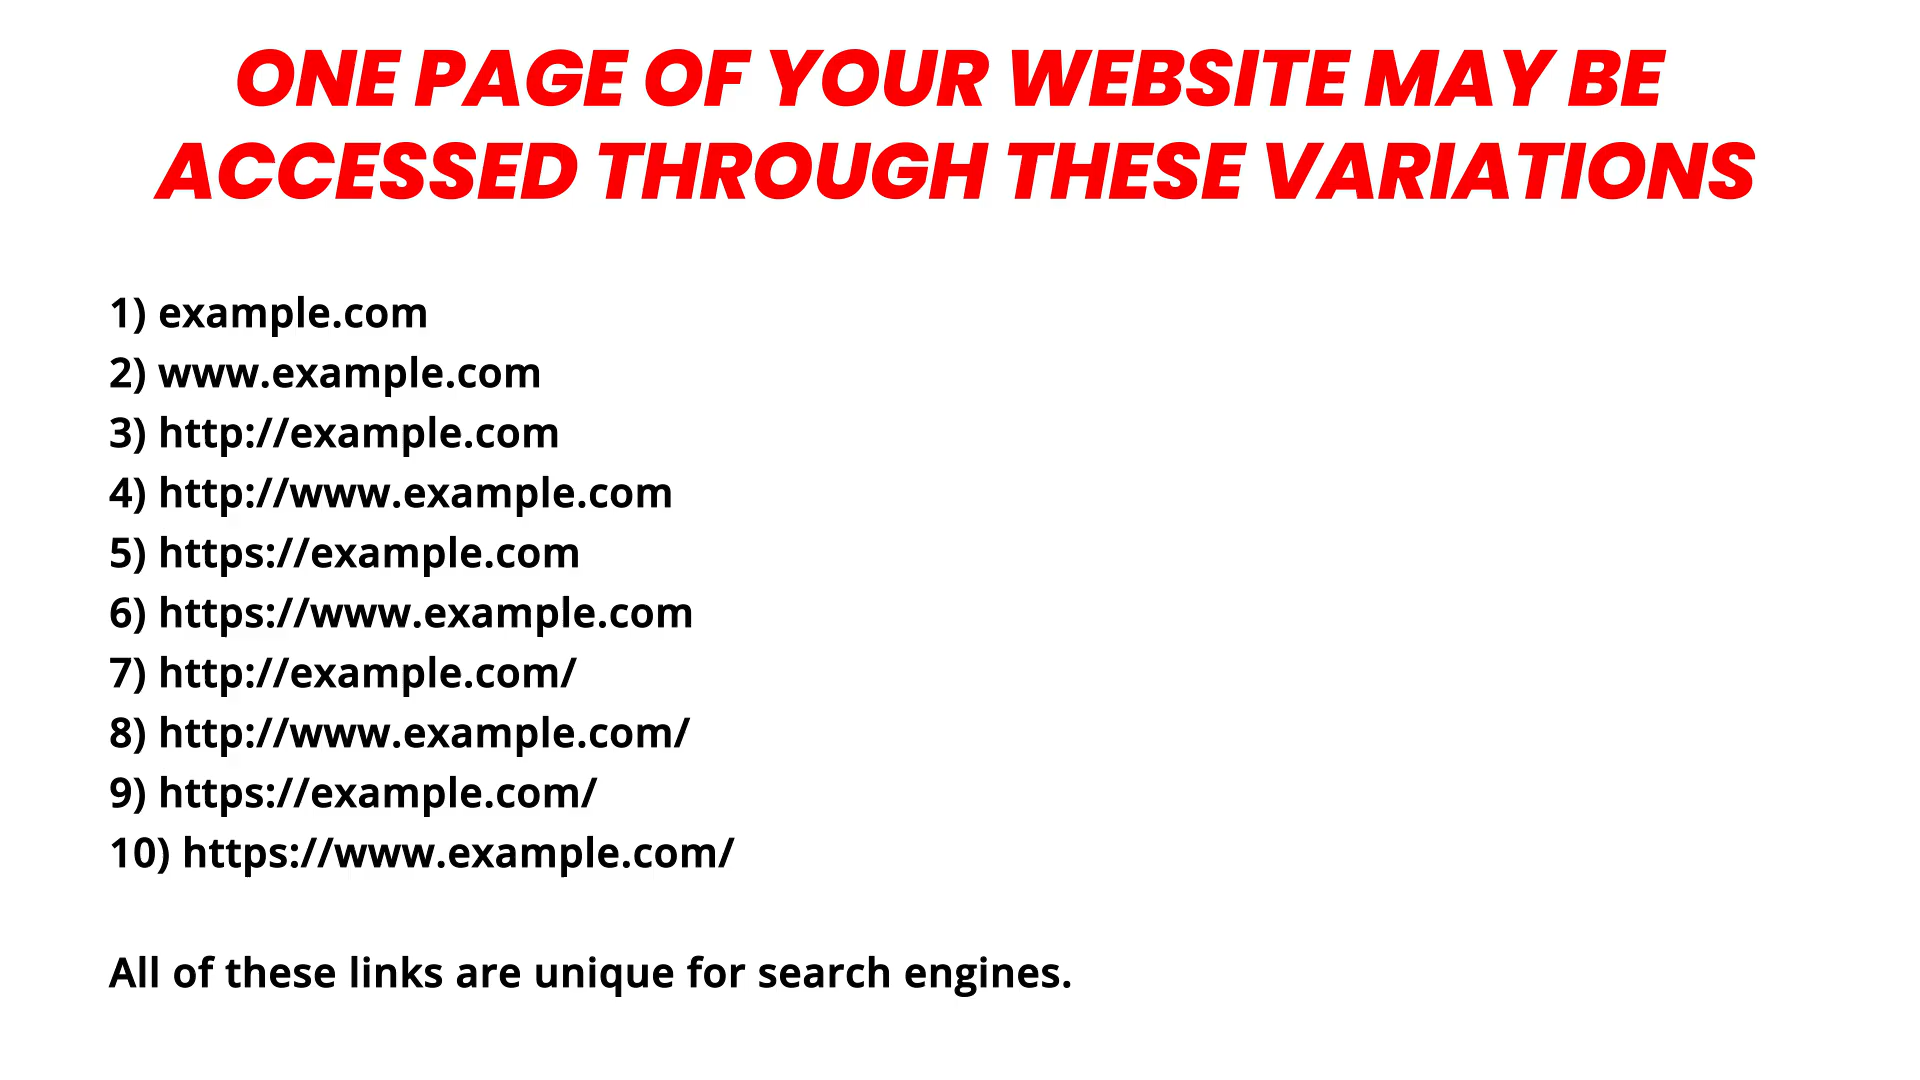 ONE PAGE OF YOUR WEBSITE MAY BE
ACCESSED THROUGH THESE VARIATIONS
1) example.com
2) www.example.com
3) http://example.com
4) http://www.example.com
5) https://example.com
6) https://www.example.com
7) http://example.com/
8) http://www.example.com/
9) https://example.com/
10) https://www.example.com/
All of these links are unique for search engines.